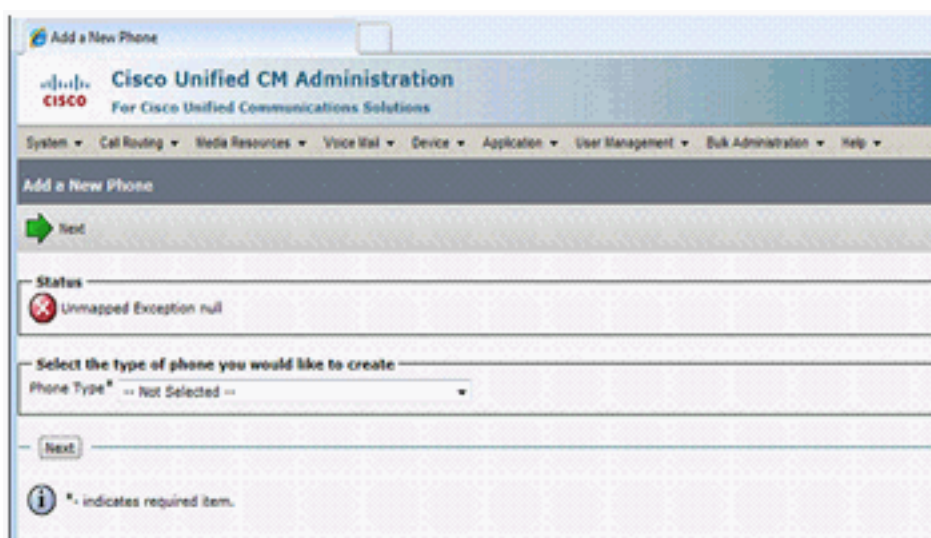 Add a New Phone
CISCO
Cisco Unified CM Administration
For Cisco Unified Communications Solutions
System Call Routing Media Resources Voice Mail Device Application User Management Bulk Administration Help
Add a New Phone
Next
Status
Unmapped Exception null
Select the type of phone you would like to create
Phone Type* -- Not Selected --
Next
*- indicates required item.